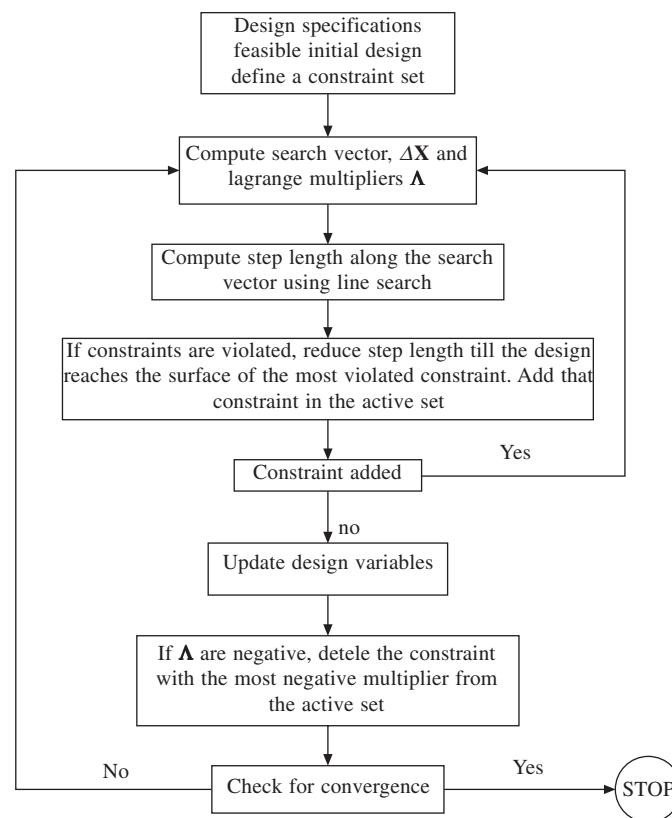 Design specifications
feasible initial design
define a constraint set
Compute search vector, ΔX and
lagrange multipliers Λ
Compute step length along the search
vector using line search
If constraints are violated, reduce step length till the design
reaches the surface of the most violated constraint. Add that
constraint in the active set
Constraint added
Yes
no
Update design variables
If Λ are negative, detele the constraint
with the most negative multiplier from
the active set
No
Check for convergence
Yes
STOP